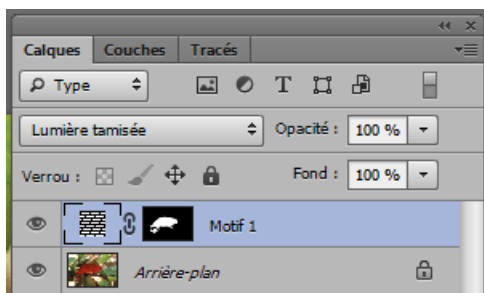 Calques Couches Tracés
Type T
Lumière tamisée Opacité : 100 %
Verrou : Fond : 100 %
Motif 1
Arrière-plan